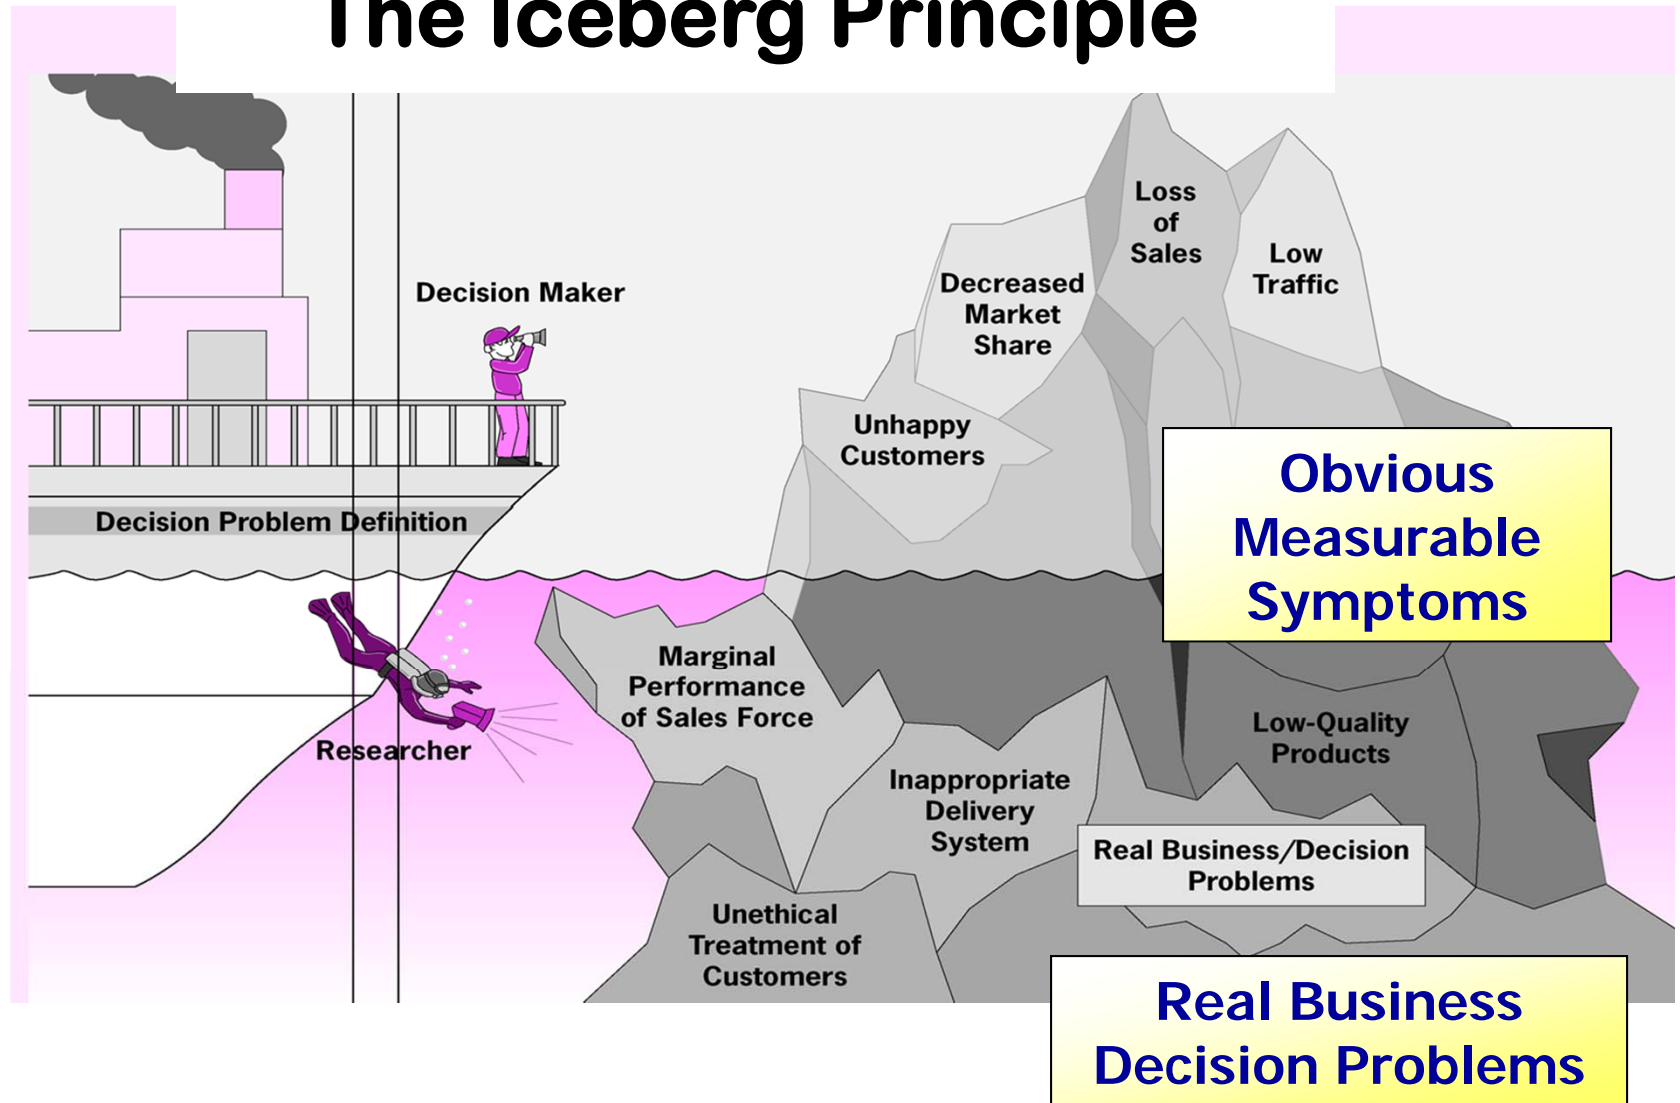 The Iceberg Principle
Loss
of
Sales
Low
Traffic
Decision Maker
Decreased
Market
Share
Unhappy
Customers
Obvious
Measurable
Symptoms
Decision Problem Definition
Marginal
Performance
of Sales Force
Researcher
Low-Quality
Products
Inappropriate
Delivery
System
Real Business/Decision
Problems
Unethical
Treatment of
Customers
Real Business
Decision Problems